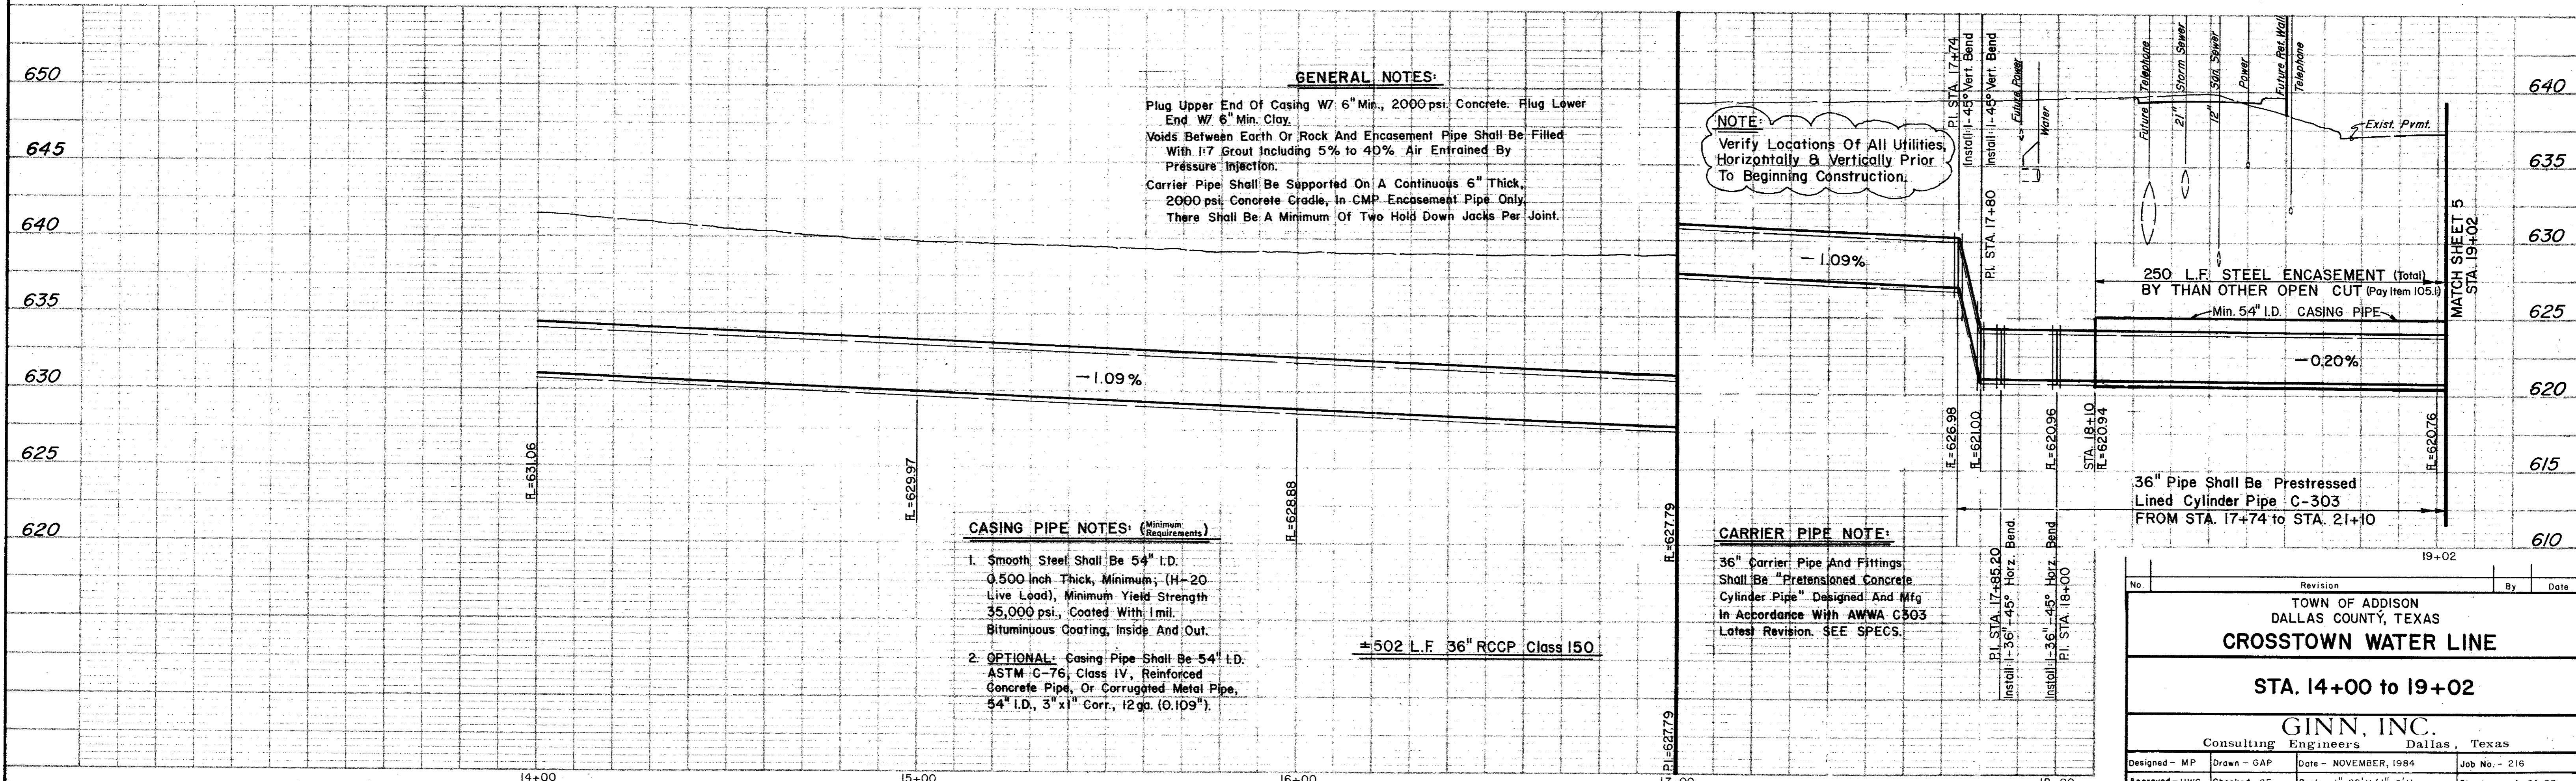 650
645
640
635
630
625
620
GENERAL NOTES:
Plug Upper End Of Casing W/ 6" Min., 2000 psi. Concrete. Plug Lower
End W/ 6" Min. Clay.
Voids Between Earth Or Rock And Encasement Pipe Shall Be Filled
With 1:7 Grout Including 5% to 40% Air Entrained By
Pressure Injection.
Carrier Pipe Shall Be Supported On A Continuous 6" Thick,
2000 psi. Concrete Cradle, In CMP Encasement Pipe Only.
There Shall Be A Minimum Of Two Hold Down Jacks Per Joint.
NOTE:
Verify Locations Of All Utilities,
Horizontally & Vertically Prior
To Beginning Construction.
P.I. STA. 17+74
Install: 1-45° Vert. Bend
Install: 1-45° Vert. Bend
P.I. STA. 17+80
Future Power
Water
Future Telephone
21" Storm Sewer
12" San Sewer
Power
Future Ret. Wall
Telephone
Exist. Pvmt.
640
635
630
625
620
615
610
MATCH SHEET 5
STA. 19+02
250 L.F. STEEL ENCASEMENT (Total)
BY THAN OTHER OPEN CUT (Pay Item 105.1)
Min. 54" I.D. CASING PIPE
-1.09%
-1.09%
-0.20%
FL=631.06
FL=629.97
FL=628.88
FL=627.79
FL=626.98
FL=621.00
FL=620.96
STA. 18+10
FL=620.94
FL=620.76
36" Pipe Shall Be Prestressed
Lined Cylinder Pipe C-303
FROM STA. 17+74 to STA. 21+10
CASING PIPE NOTES: (Minimum Requirements)
1. Smooth Steel Shall Be 54" I.D.
0.500 Inch Thick, Minimum; (H-20
Live Load), Minimum Yield Strength
35,000 psi., Coated With 1 mil.
Bituminuous Coating, Inside And Out.
2. OPTIONAL: Casing Pipe Shall Be 54" I.D.
ASTM C-76, Class IV, Reinforced
Concrete Pipe, Or Corrugated Metal Pipe,
54" I.D., 3"x1" Corr., 12 ga. (0.109").
±502 L.F. 36" RCCP Class 150
CARRIER PIPE NOTE:
36" Carrier Pipe And Fittings
Shall Be "Pretensioned Concrete
Cylinder Pipe" Designed And Mfg
In Accordance With AWWA C303
Latest Revision. SEE SPECS.
P.I. STA. 17+85.20
Install: 1-36"-45° Horz. Bend.
Install: 1-36"-45° Horz. Bend
P.I. STA. 18+00
P.I.=627.79
14+00
15+00
16+00
19+02
No. Revision By Date
TOWN OF ADDISON
DALLAS COUNTY, TEXAS
CROSSTOWN WATER LINE
STA. 14+00 to 19+02
GINN, INC.
Consulting Engineers Dallas, Texas
Designed - MP Drawn - GAP Date - NOVEMBER, 1984 Job No. - 216